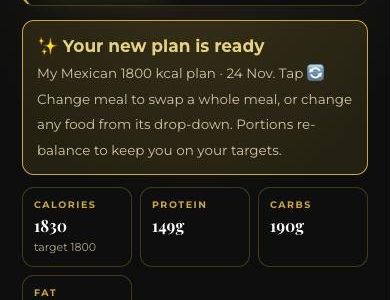 ✨ Your new plan is ready
My Mexican 1800 kcal plan · 24 Nov. Tap 🔄
Change meal to swap a whole meal, or change
any food from its drop-down. Portions re-
balance to keep you on your targets.
CALORIES
1830
target 1800
PROTEIN
149g
CARBS
190g
FAT